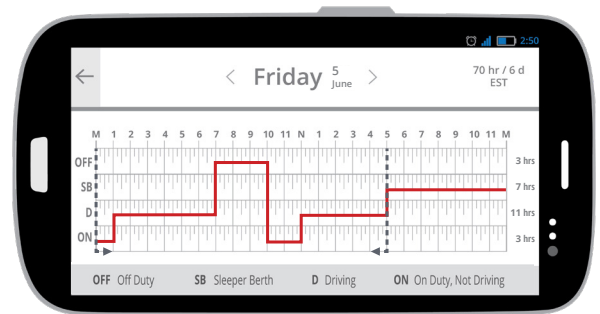 2:50
Friday 5 June
70 hr / 6 d
EST
M 1 2 3 4 5 6 7 8 9 10 11 N 1 2 3 4 5 6 7 8 9 10 11 M
OFF 3 hrs
SB 7 hrs
D 11 hrs
ON 3 hrs
OFF Off Duty SB Sleeper Berth D Driving ON On Duty, Not Driving